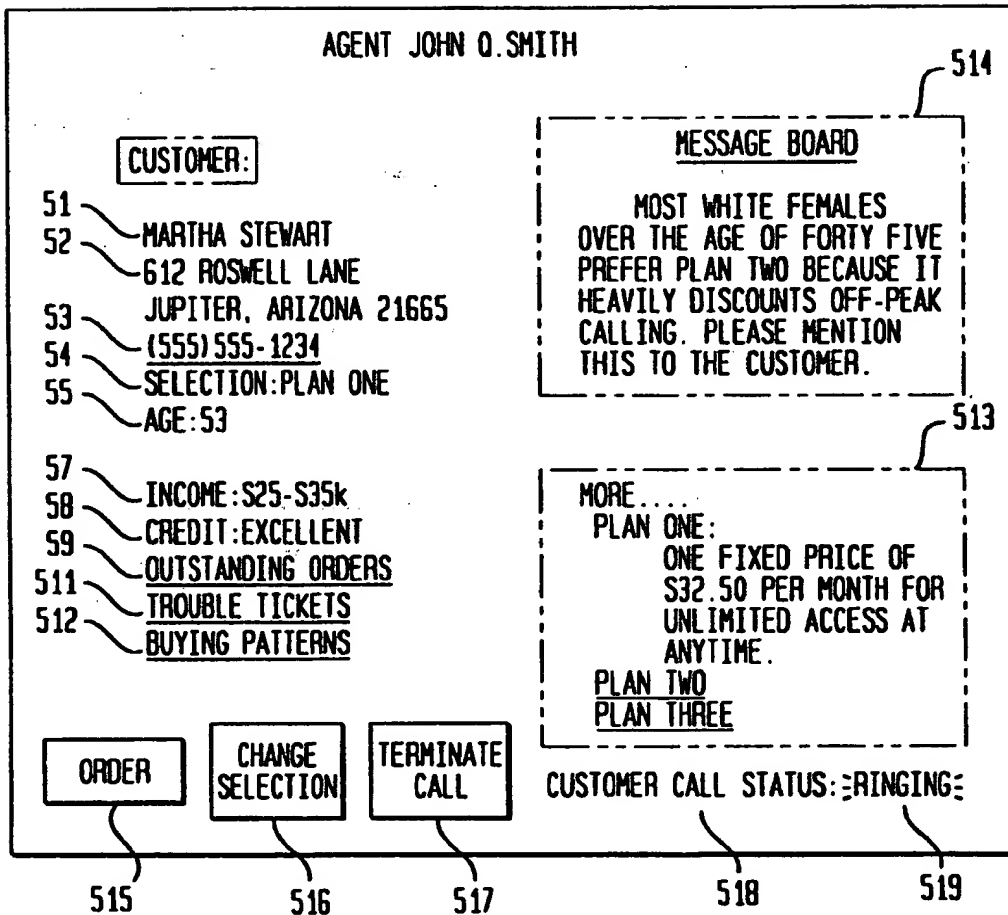 AGENT JOHN Q.SMITH
514
CUSTOMER:
51
MARTHA STEWART
52
612 ROSWELL LANE
JUPITER, ARIZONA 21665
53
(555)555-1234
54
SELECTION:PLAN ONE
55
AGE:53
57
INCOME:$25-$35k
58
CREDIT:EXCELLENT
59
OUTSTANDING ORDERS
511
TROUBLE TICKETS
512
BUYING PATTERNS
MESSAGE BOARD
MOST WHITE FEMALES
OVER THE AGE OF FORTY FIVE
PREFER PLAN TWO BECAUSE IT
HEAVILY DISCOUNTS OFF-PEAK
CALLING. PLEASE MENTION
THIS TO THE CUSTOMER.
513
MORE....
PLAN ONE:
ONE FIXED PRICE OF
$32.50 PER MONTH FOR
UNLIMITED ACCESS AT
ANYTIME.
PLAN TWO
PLAN THREE
ORDER
CHANGE
SELECTION
TERMINATE
CALL
CUSTOMER CALL STATUS: RINGING
515
516
517
518
519